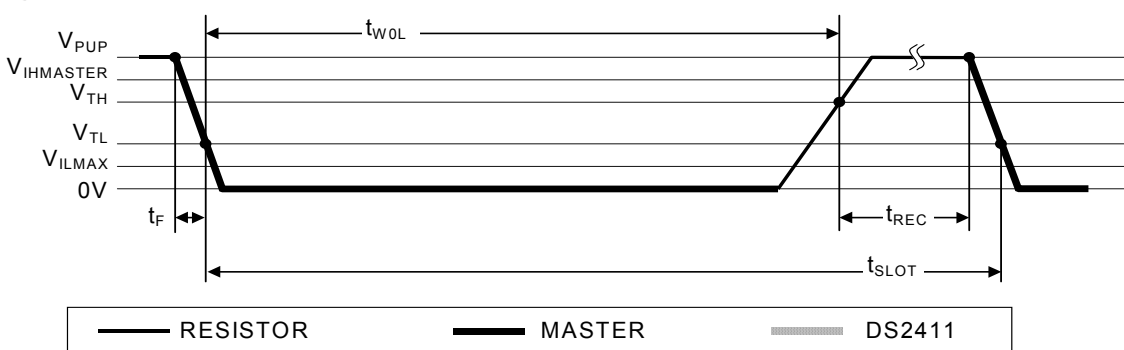 tW0L
VPUP
VIHMASTER
VTH
VTL
VILMAX
0V
tF
tREC
tSLOT
RESISTOR MASTER DS2411